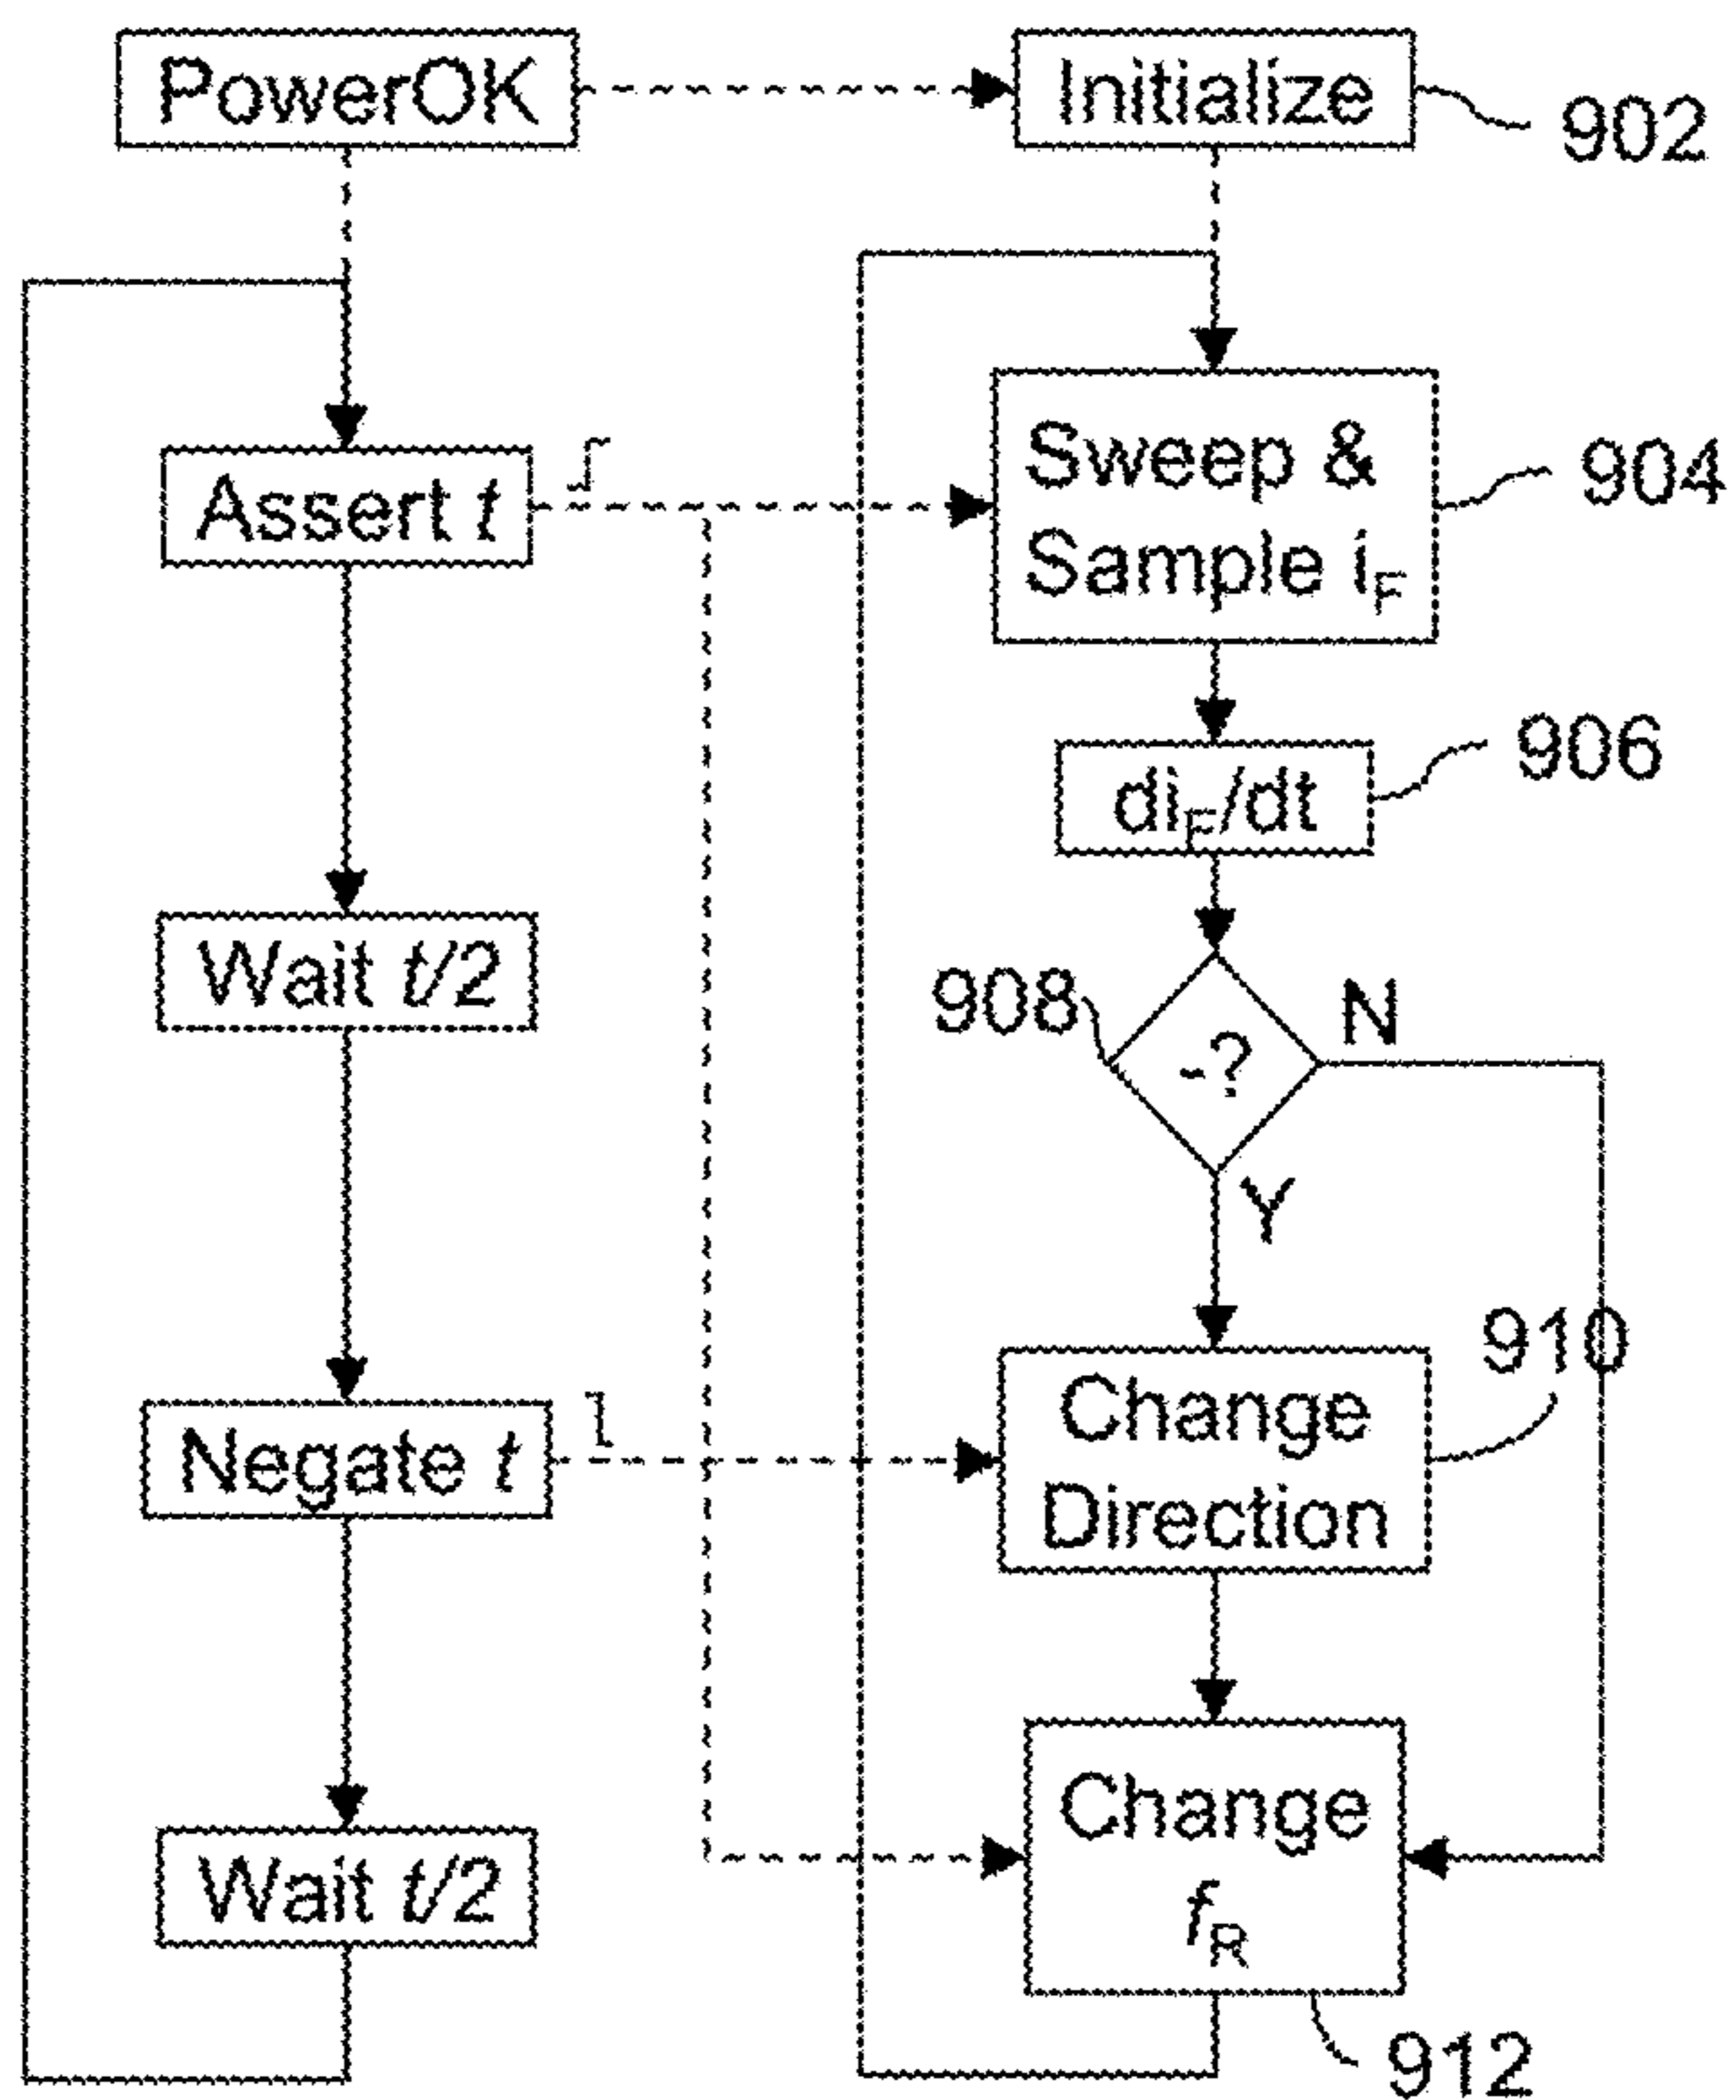 PowerOK
Initialize
902
Assert t
Sweep &
Sample iF
904
diF/dt
906
Wait t/2
908
-?
N
Y
Negate t
Change
Direction
910
Wait t/2
Change
fR
912